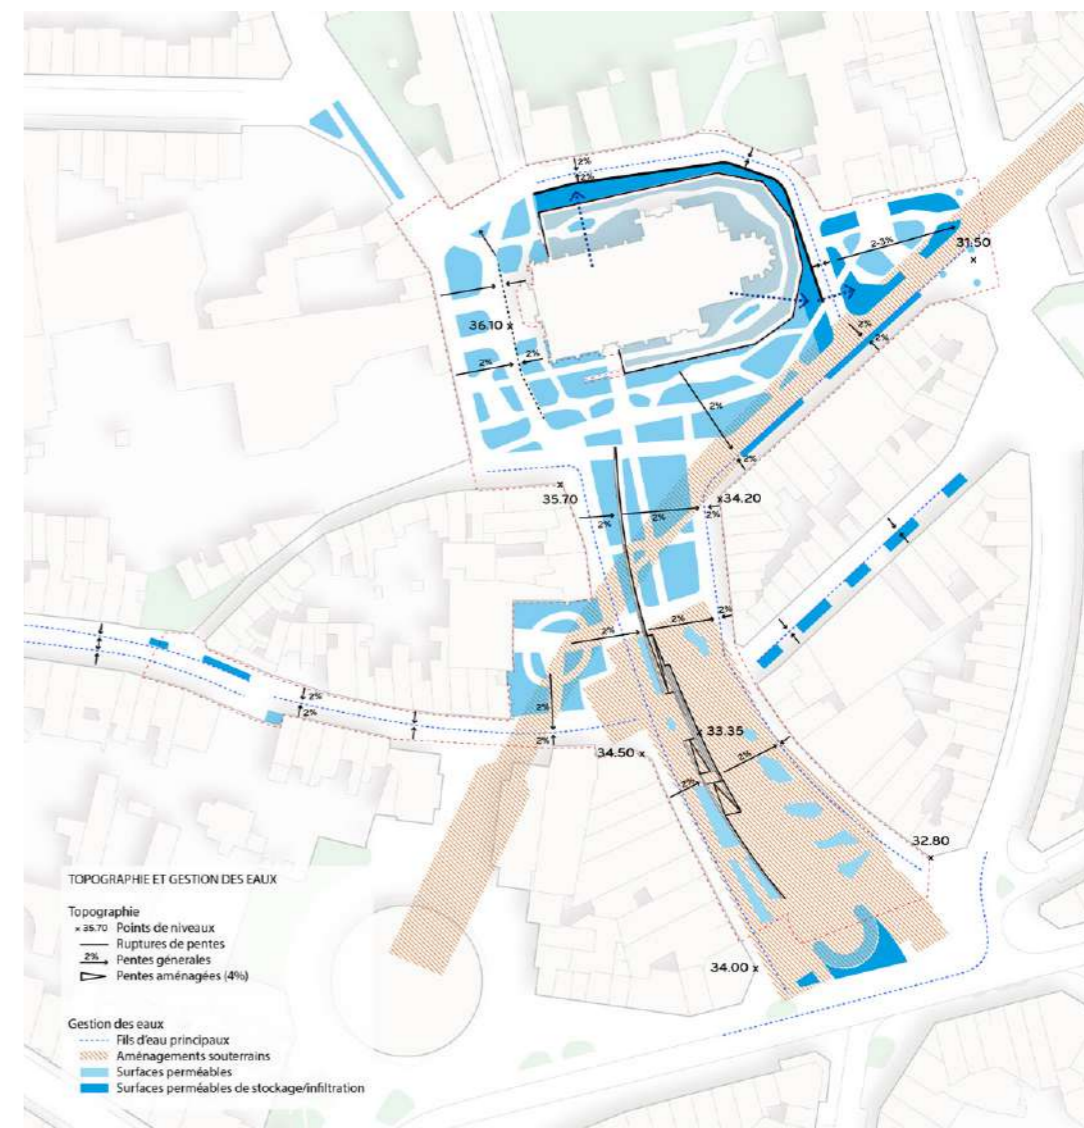 2%
2%
2-3%
31.50
36.10
2%
2%
2%
2%
2%
2%
35.70
34.20
2%
2%
2%
2%
2%
2%
2%
2%
2%
2%
33.35
34.50
2%
2%
32.80
34.00
TOPOGRAPHIE ET GESTION DES EAUX
Topographie
× 35.70 Points de niveaux
Ruptures de pentes
2% Pentes génerales
Pentes aménagées (4%)
Gestion des eaux
Fils d'eau principaux
Aménagements souterrains
Surfaces perméables
Surfaces perméables de stockage/infiltration